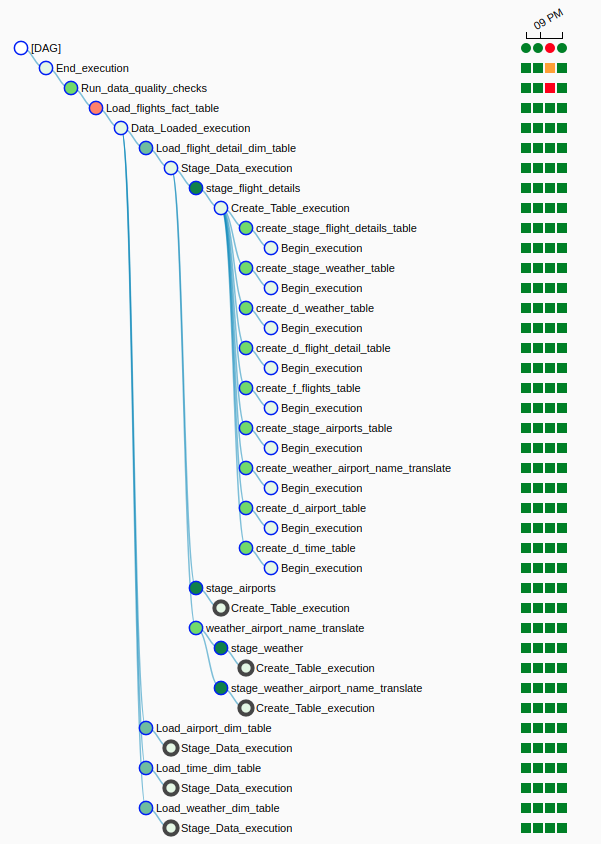 09 PM
[DAG]
End_execution
Run_data_quality_checks
Load_flights_fact_table
Data_Loaded_execution
Load_flight_detail_dim_table
Stage_Data_execution
stage_flight_details
Create_Table_execution
create_stage_flight_details_table
Begin_execution
create_stage_weather_table
Begin_execution
create_d_weather_table
Begin_execution
create_d_flight_detail_table
Begin_execution
create_f_flights_table
Begin_execution
create_stage_airports_table
Begin_execution
create_weather_airport_name_translate
Begin_execution
create_d_airport_table
Begin_execution
create_d_time_table
Begin_execution
stage_airports
Create_Table_execution
weather_airport_name_translate
stage_weather
Create_Table_execution
stage_weather_airport_name_translate
Create_Table_execution
Load_airport_dim_table
Stage_Data_execution
Load_time_dim_table
Stage_Data_execution
Load_weather_dim_table
Stage_Data_execution